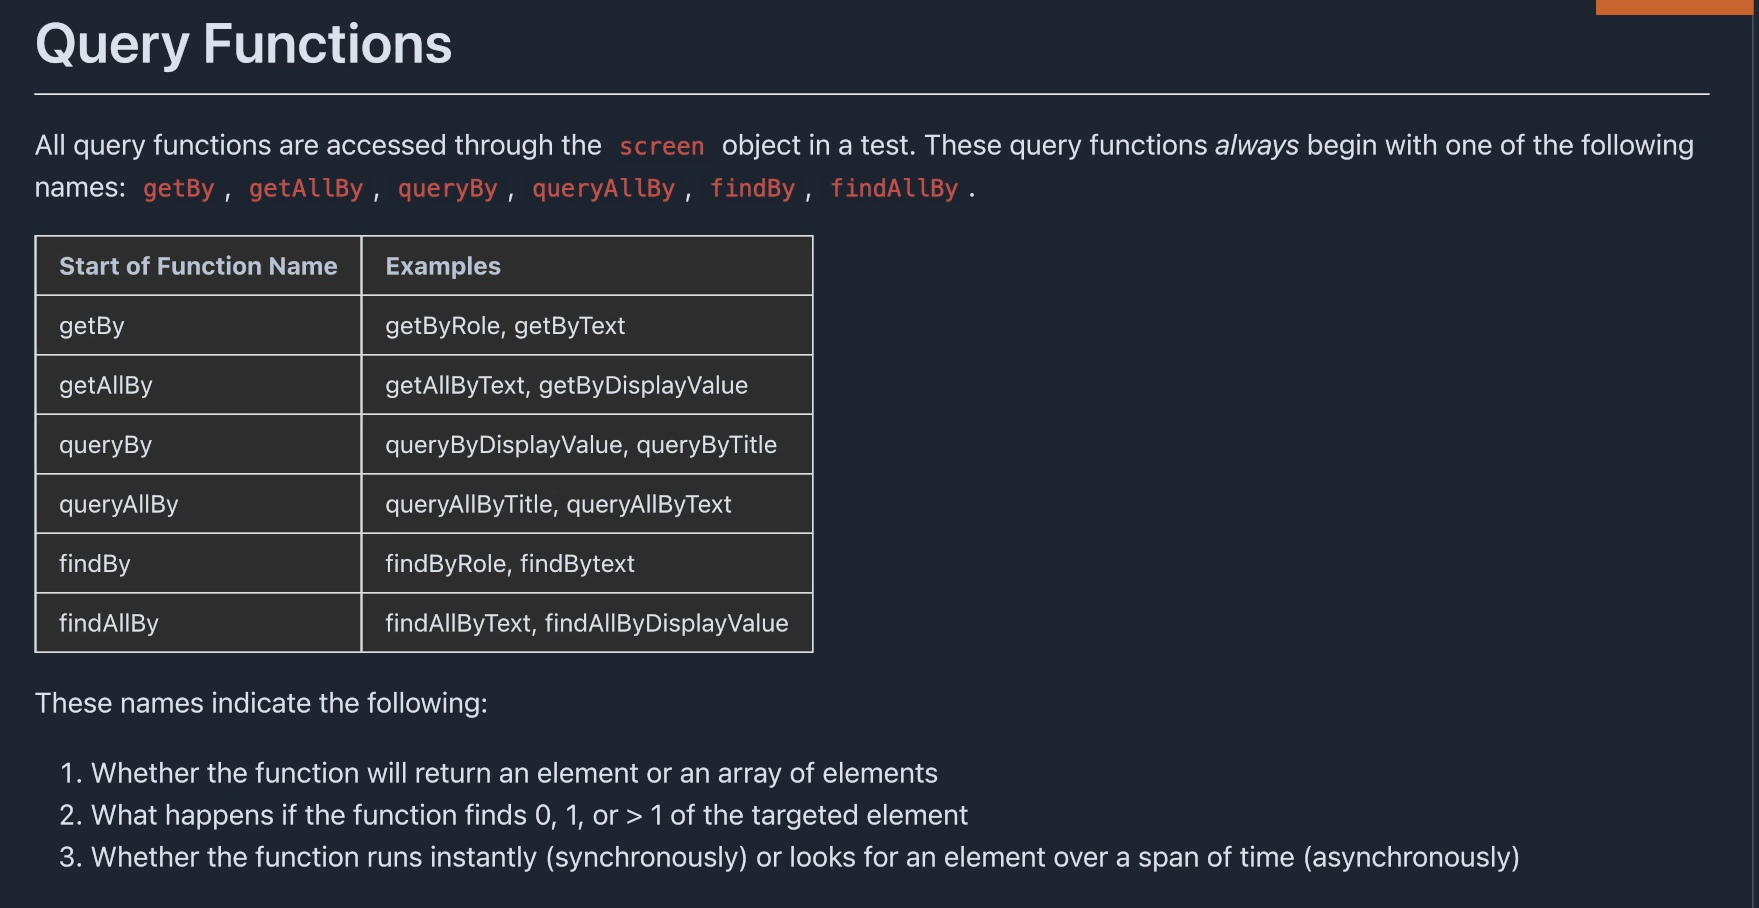 Query Functions
All query functions are accessed through the screen object in a test. These query functions always begin with one of the following
names: getBy , getAllBy , queryBy , queryAllBy , findBy , findAllBy .
Start of Function Name Examples
getBy getByRole, getByText
getAllBy getAllByText, getByDisplayValue
queryBy queryByDisplayValue, queryByTitle
queryAllBy queryAllByTitle, queryAllByText
findBy findByRole, findBytext
findAllBy findAllByText, findAllByDisplayValue
These names indicate the following:
1. Whether the function will return an element or an array of elements
2. What happens if the function finds 0, 1, or > 1 of the targeted element
3. Whether the function runs instantly (synchronously) or looks for an element over a span of time (asynchronously)